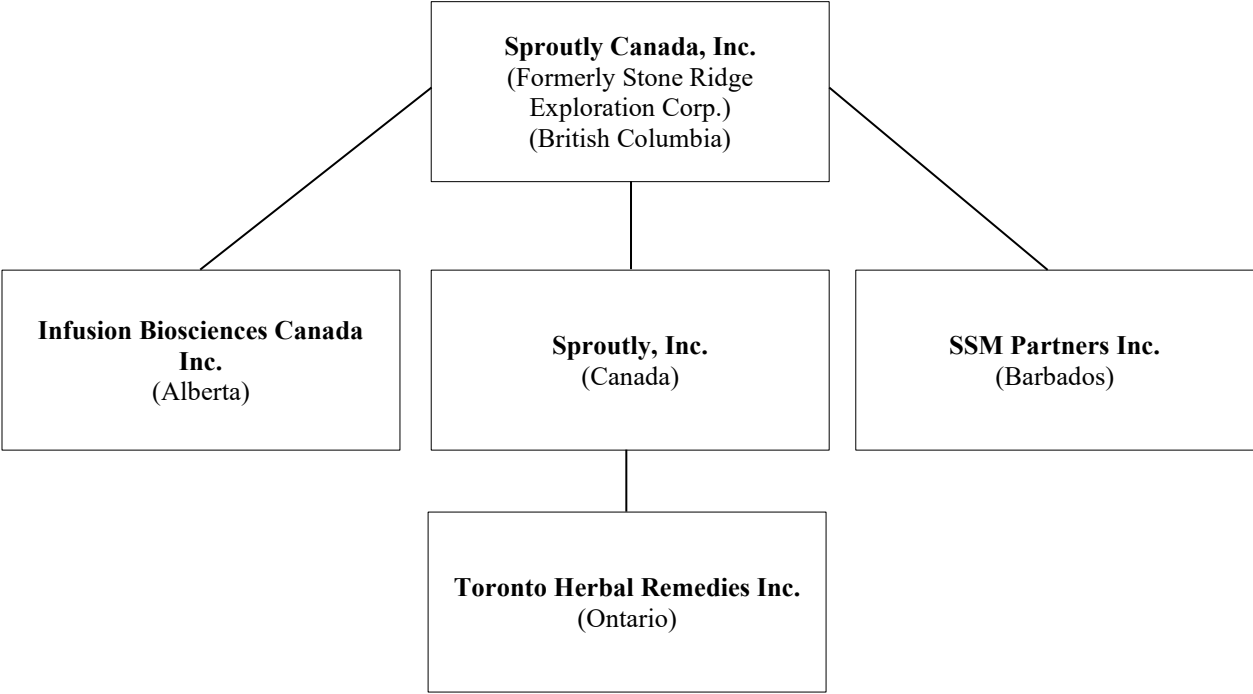 Sproutly Canada, Inc.
(Formerly Stone Ridge
Exploration Corp.)
(British Columbia)
Infusion Biosciences Canada
Inc.
(Alberta)
Sproutly, Inc.
(Canada)
SSM Partners Inc.
(Barbados)
Toronto Herbal Remedies Inc.
(Ontario)